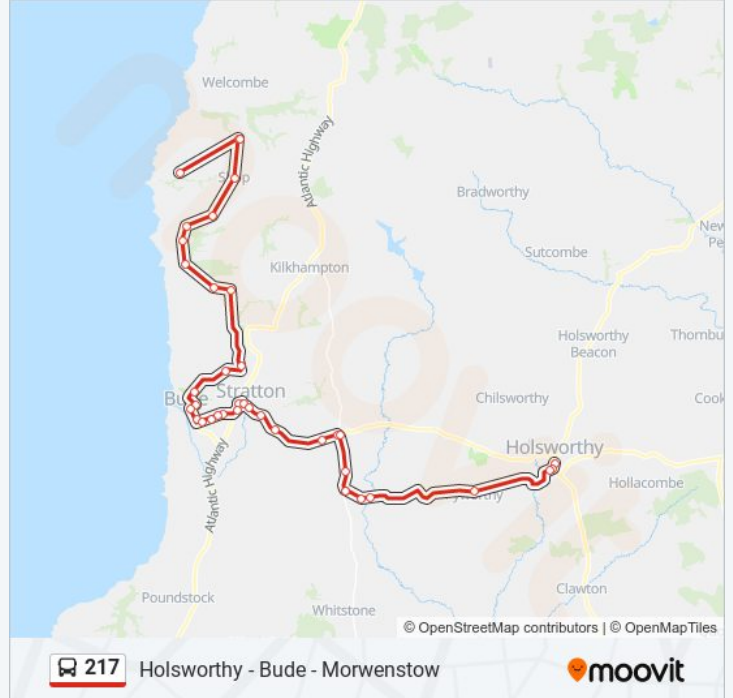 Welcombe
Atlantic Highway
Bradworthy
Sutcombe
Kilkhampton
Holsworthy
Beacon
Bude
Stratton
Chilsworthy
Holsworthy
Hollacombe
Atlantic Highway
Clawton
Poundstock
Whitstone
© OpenStreetMap contributors | © OpenMapTiles
217 Holsworthy - Bude - Morwenstow
moovit